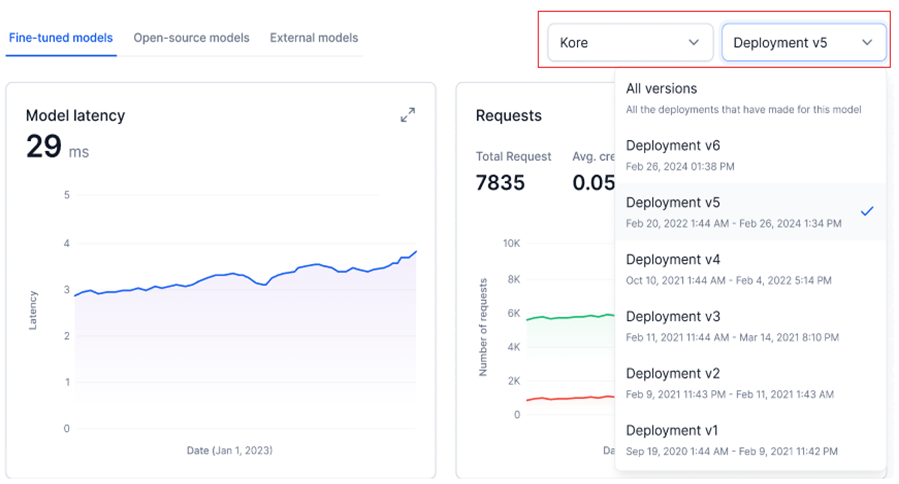 Fine-tuned models Open-source models External models
Kore
Deployment v5
Model latency
29 ms
5
4
3
2
1
0
Latency
Date (Jan 1, 2023)
Requests
Total Request
7835
Avg. cre
0.05
10K
8K
6K
4K
2K
0
Number of requests
Da
All versions
All the deployments that have made for this model
Deployment v6
Feb 26, 2024 01:38 PM
Deployment v5
Feb 20, 2022 1:44 AM - Feb 26, 2024 1:34 PM
Deployment v4
Oct 10, 2021 1:44 AM - Feb 4, 2022 5:14 PM
Deployment v3
Feb 11, 2021 11:44 AM - Mar 14, 2021 8:10 PM
Deployment v2
Feb 9, 2021 11:43 PM - Feb 11, 2021 1:43 AM
Deployment v1
Sep 19, 2020 1:44 AM - Feb 9, 2021 11:42 PM